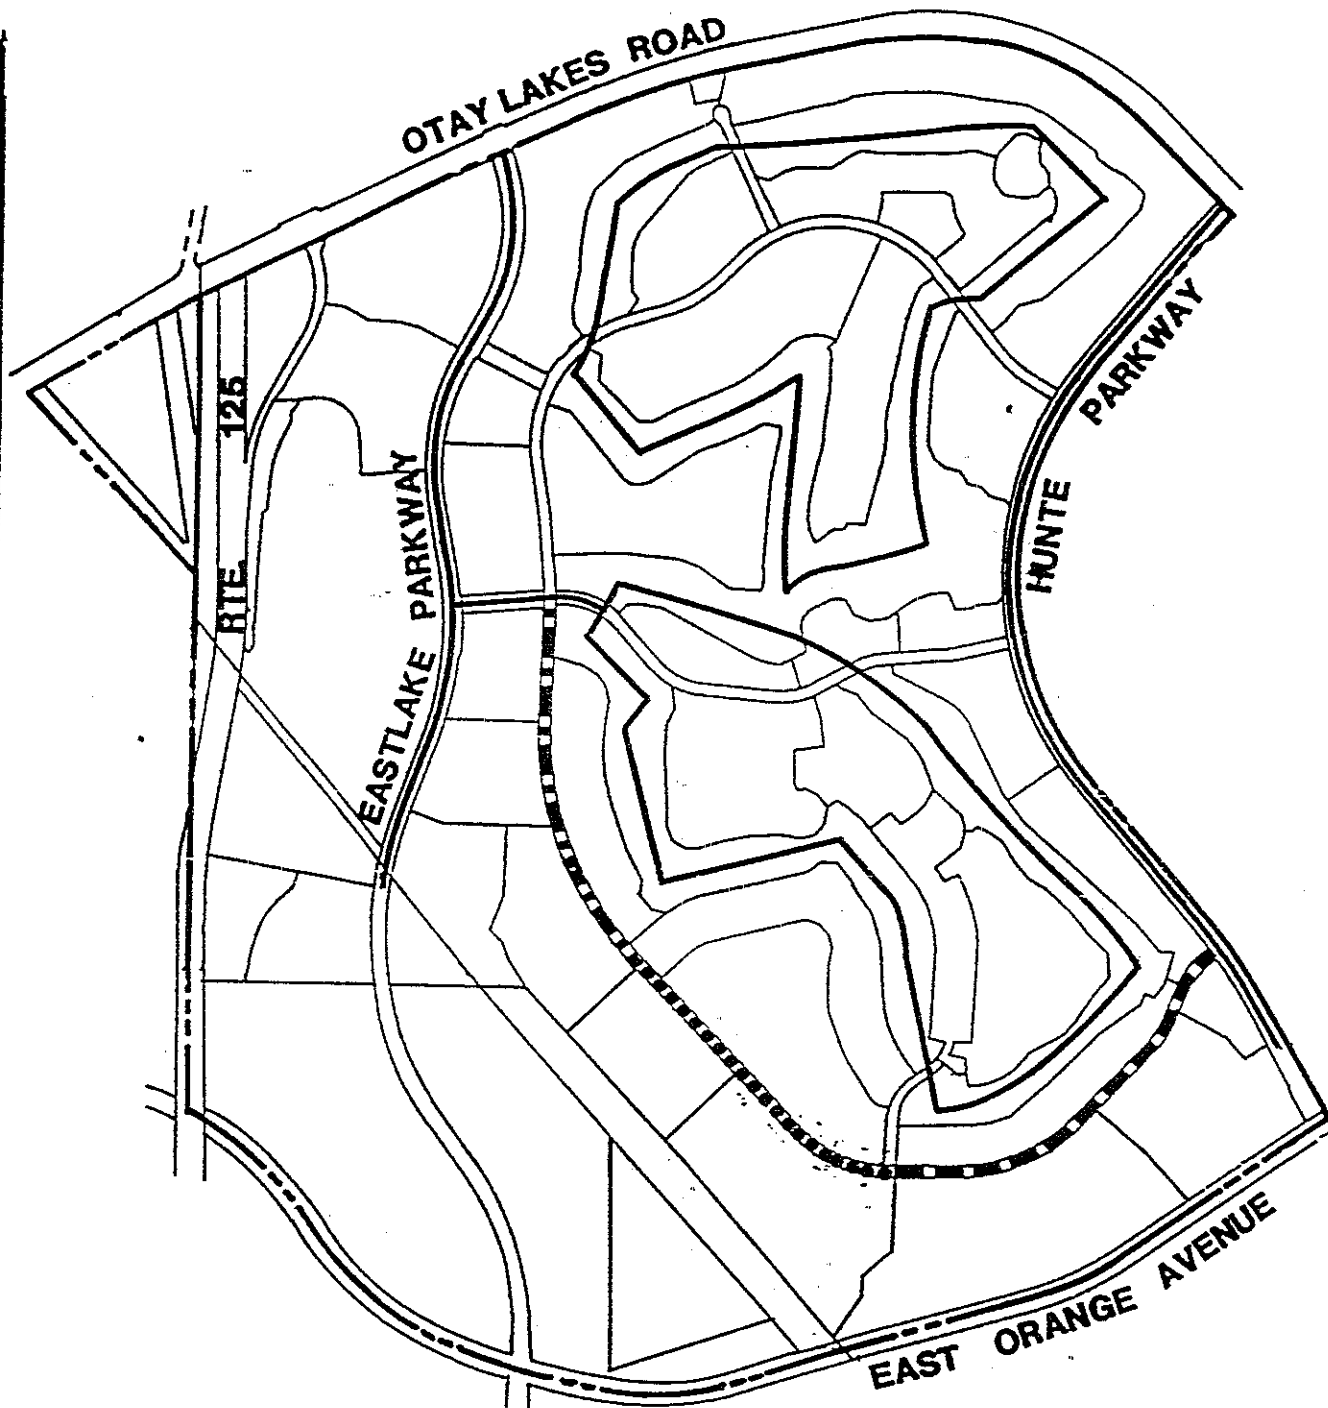 OTAY LAKES ROAD
RTE. 125
EASTLAKE PARKWAY
HUNTE PARKWAY
EAST ORANGE AVENUE